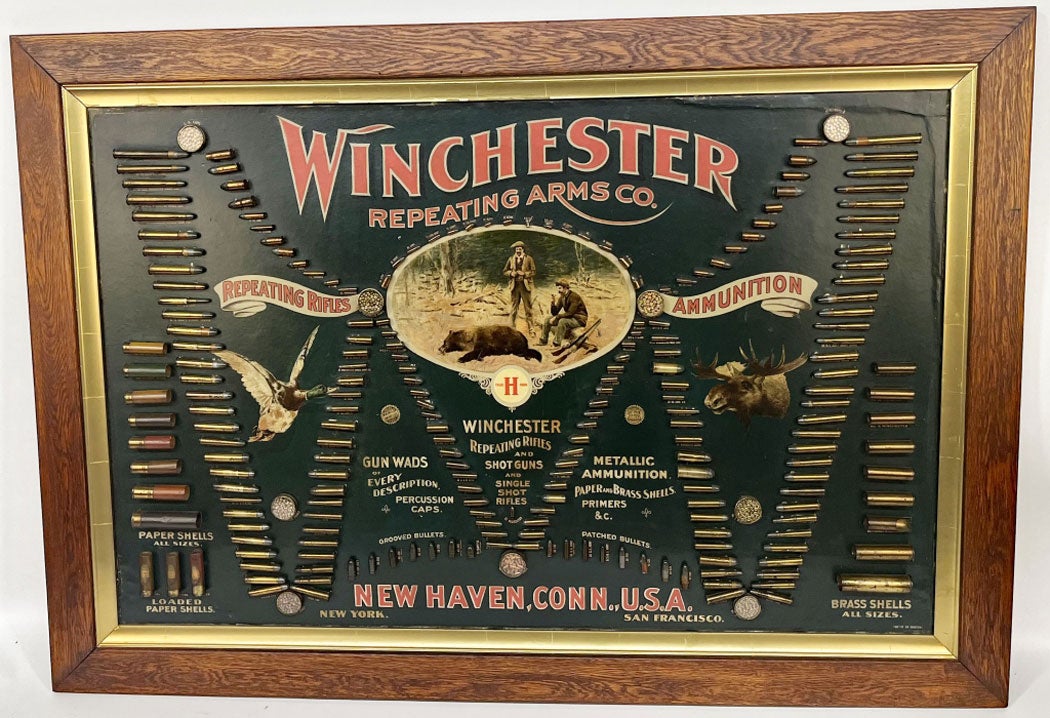 WINCHESTER
REPEATING ARMS CO.
REPEATING RIFLES
AMMUNITION
TRADE MARK
H
WINCHESTER
REPEATING RIFLES
AND
SHOT GUNS
AND
SINGLE
SHOT
RIFLES
GUN WADS
OF
EVERY
DESCRIPTION,
PERCUSSION
CAPS.
METALLIC
AMMUNITION.
PAPER AND BRASS SHELLS.
PRIMERS
&C.
PAPER SHELLS
ALL SIZES.
LOADED
PAPER SHELLS.
GROOVED BULLETS.
PATCHED BULLETS.
NEW HAVEN, CONN., U.S.A.
NEW YORK.
SAN FRANCISCO.
BRASS SHELLS
ALL SIZES.